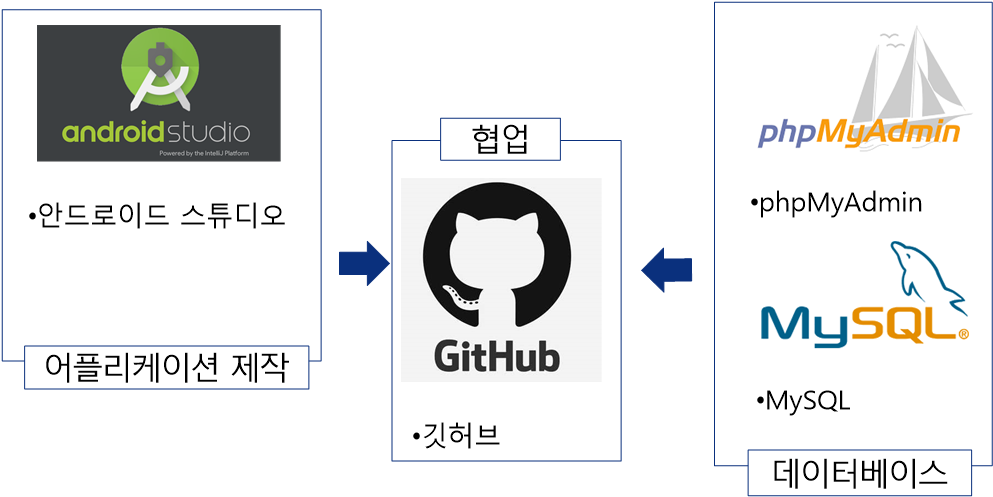 android studio
Powered by the IntelliJ Platform
•안드로이드 스튜디오
어플리케이션 제작
협업
GitHub
•깃허브
phpMyAdmin
•phpMyAdmin
MySQL®
•MySQL
데이터베이스